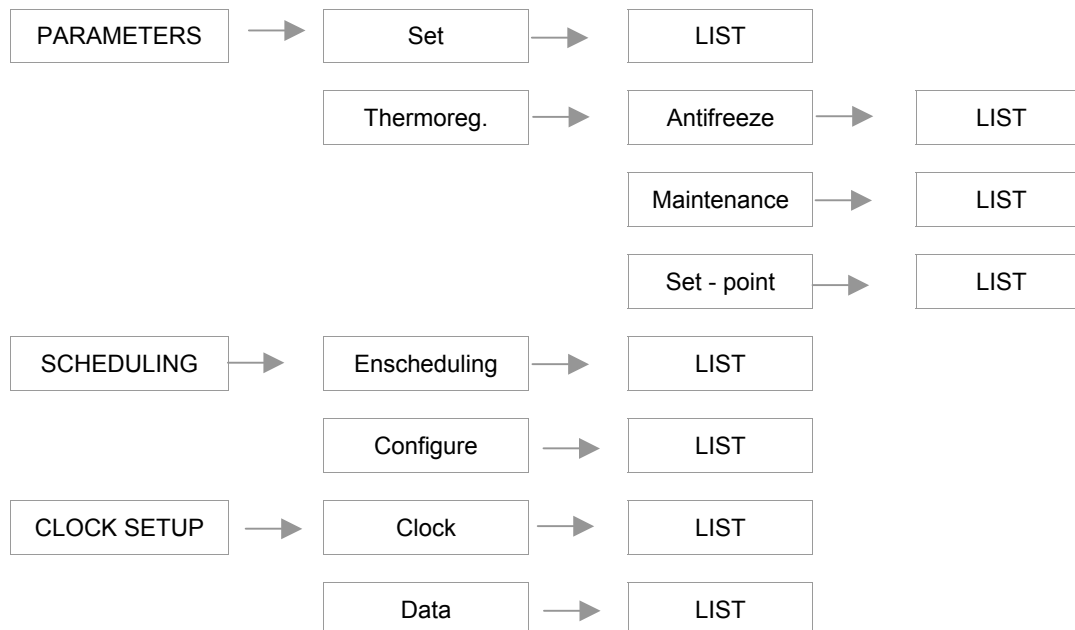 PARAMETERS Set LIST
Thermoreg. Antifreeze LIST
Maintenance LIST
Set - point LIST
SCHEDULING Enscheduling LIST
Configure LIST
CLOCK SETUP Clock LIST
Data LIST